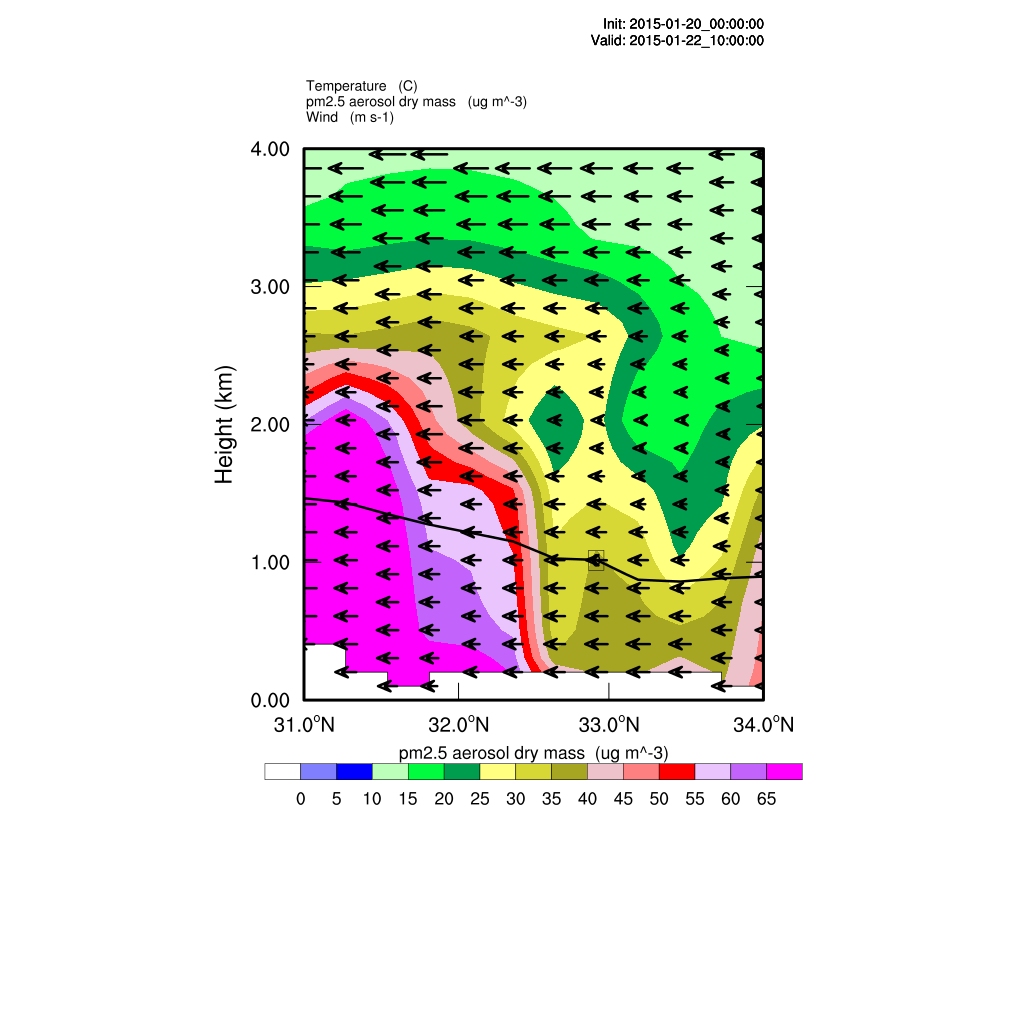 Init: 2015-01-20_00:00:00
Valid: 2015-01-22_10:00:00
Temperature (C)
pm2.5 aerosol dry mass (ug m^-3)
Wind (m s-1)
4.00
3.00
2.00
1.00
0.00
Height (km)
31.0°N 32.0°N 33.0°N 34.0°N
pm2.5 aerosol dry mass (ug m^-3)
0 5 10 15 20 25 30 35 40 45 50 55 60 65